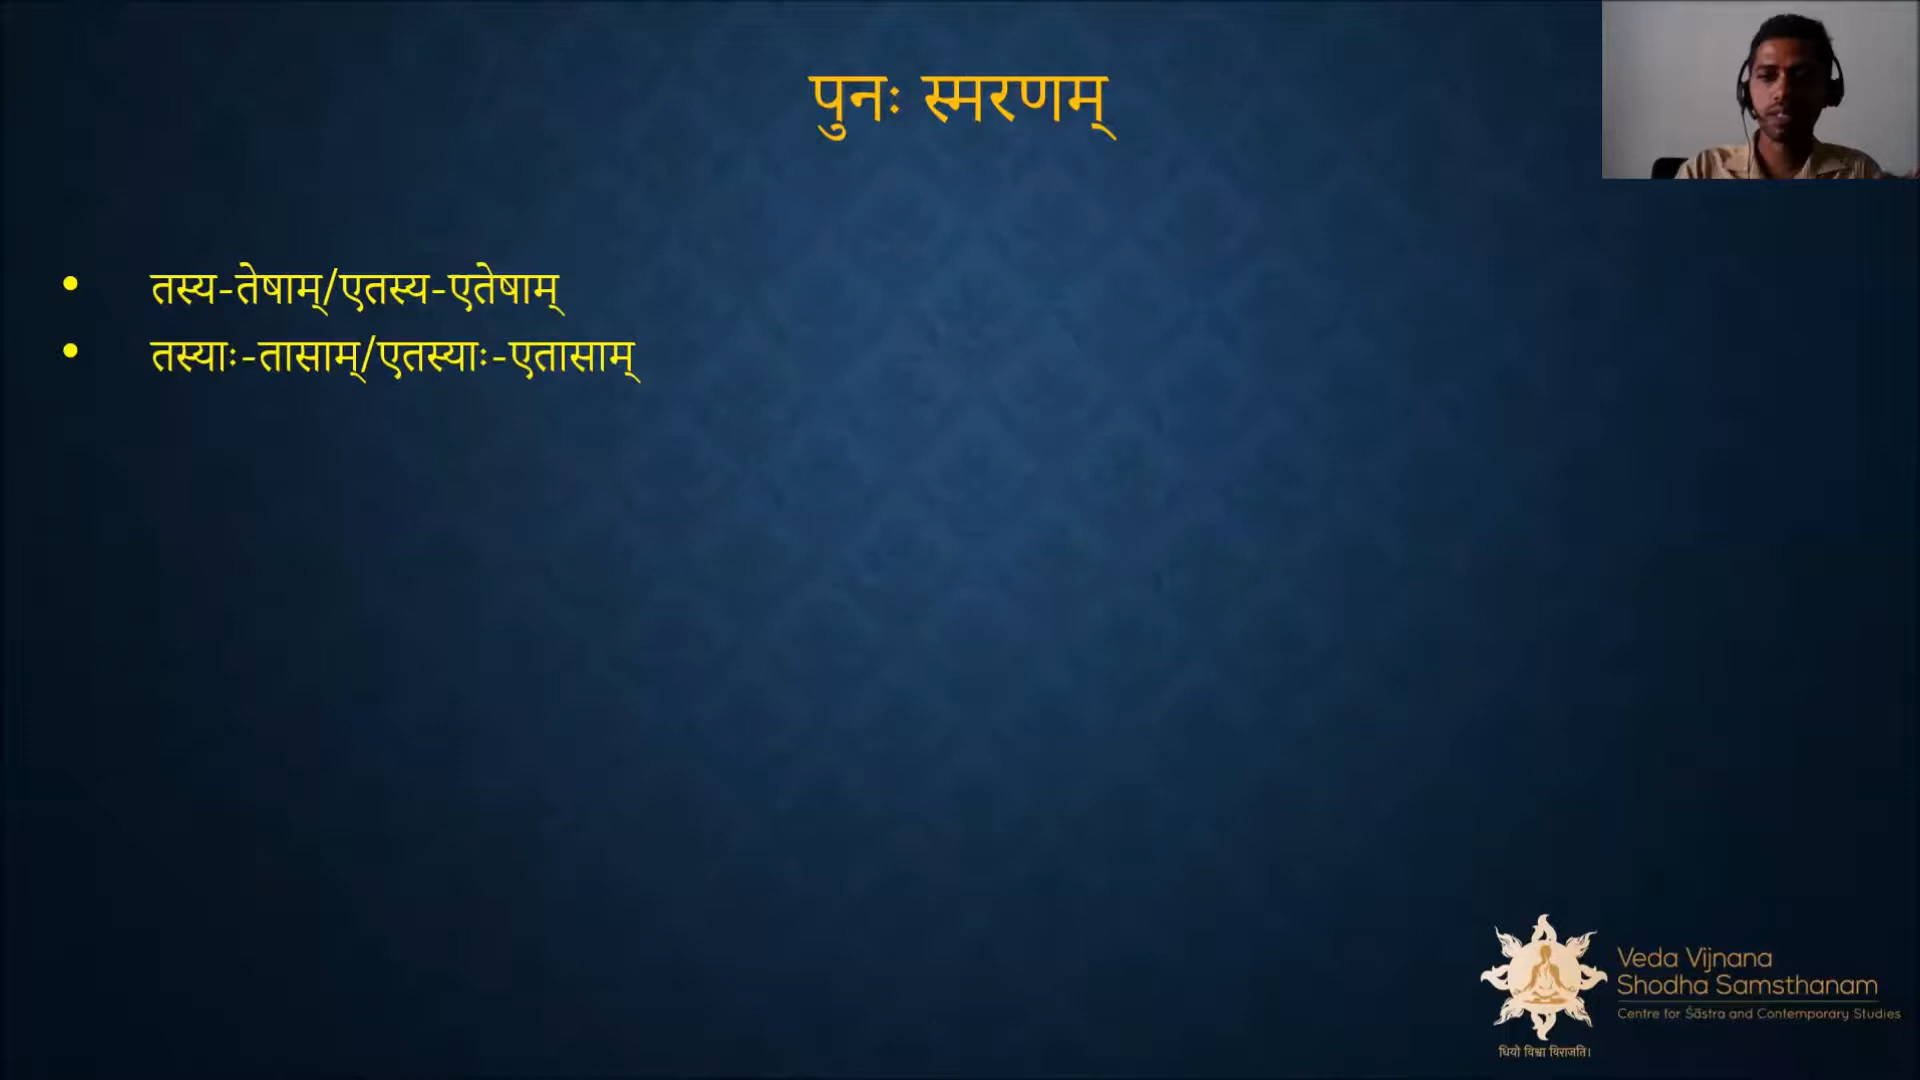 पुनः स्मरणम्
• तस्य-तेषाम्/एतस्य-एतेषाम्
• तस्याः-तासाम्/एतस्याः-एतासाम्
Veda Vijnana
Shodha Samsthanam
Centre for Śāstra and Contemporary Studies
धियो विश्वा विराजति।